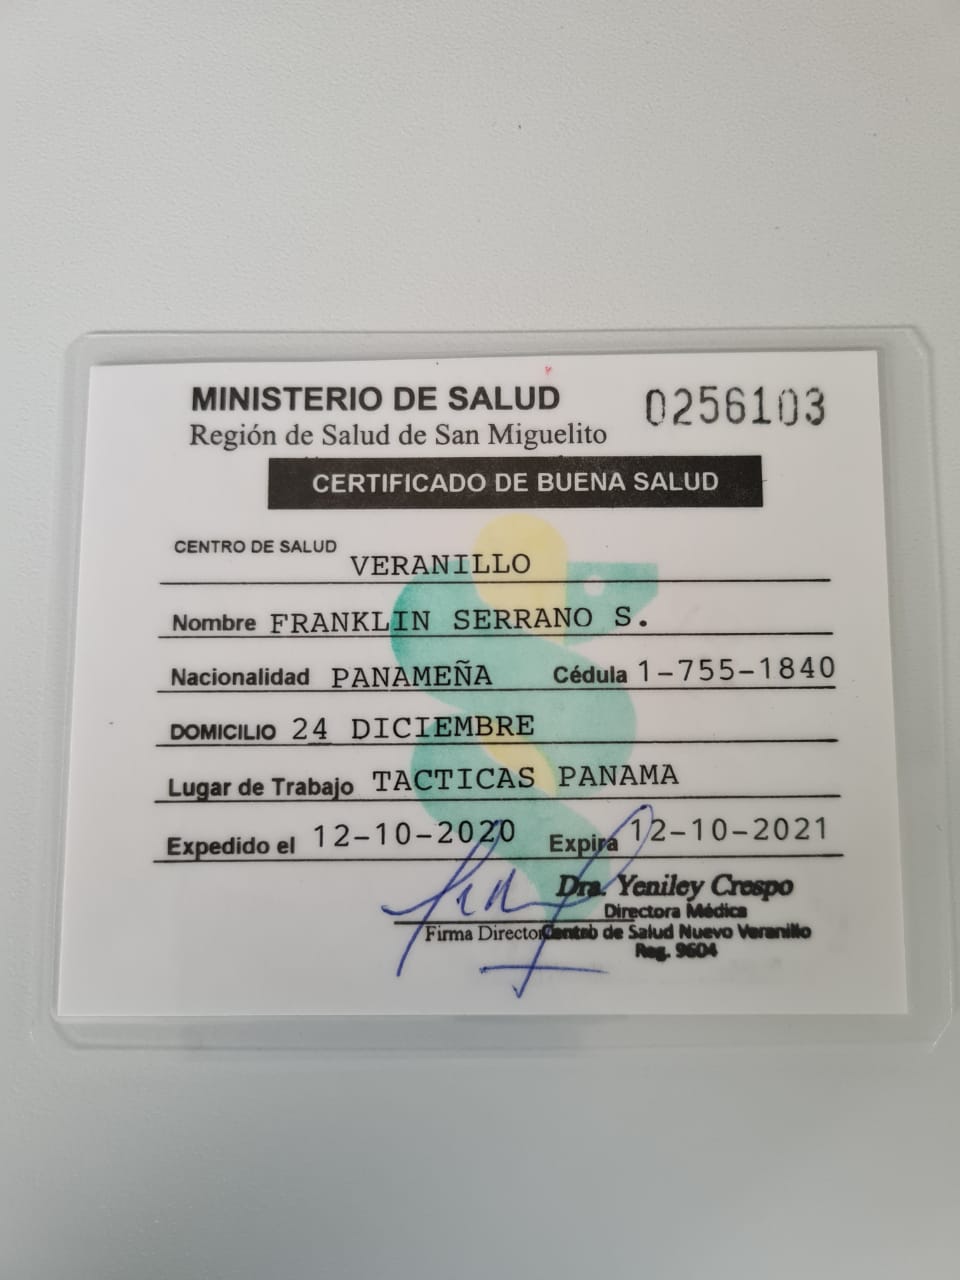 MINISTERIO DE SALUD 0256103
Región de Salud de San Miguelito
CERTIFICADO DE BUENA SALUD
CENTRO DE SALUD VERANILLO
Nombre FRANKLIN SERRANO S.
Nacionalidad PANAMEÑA Cédula 1-755-1840
DOMICILIO 24 DICIEMBRE
Lugar de Trabajo TACTICAS PANAMA
Expedido el 12-10-2020 Expira 12-10-2021
Dra. Yeniley Crespo
Directora Médica
Firma Director Centro de Salud Nuevo Veranillo
Reg. 9604